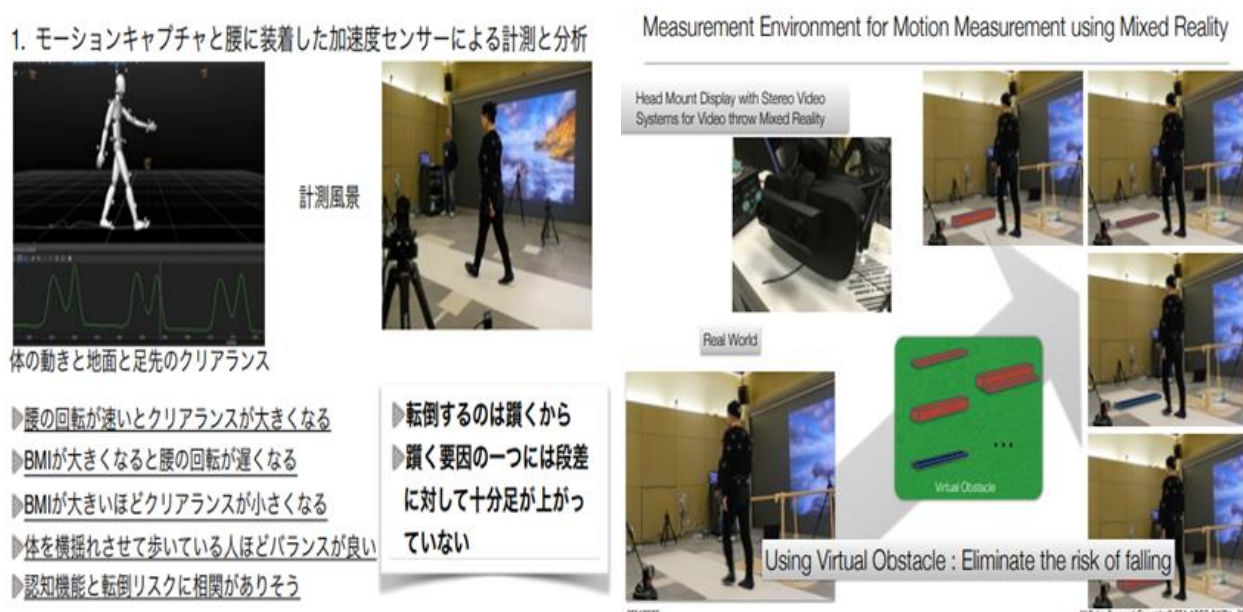 1. モーションキャプチャと腰に装着した加速度センサーによる計測と分析
計測風景
体の動きと地面と足先のクリアランス
腰の回転が速いとクリアランスが大きくなる
BMIが大きくなると腰の回転が遅くなる
BMIが大きいほどクリアランスが小さくなる
体を横揺れさせて歩いている人ほどバランスが良い
認知機能と転倒リスクに相関がありそう
転倒するのは躓くから
躓く要因の一つには段差
に対して十分足が上がっ
ていない
Measurement Environment for Motion Measurement using Mixed Reality
Head Mount Display with Stereo Video
Systems for Video throw Mixed Reality
Real World
...
Virtual Obstacle
Using Virtual Obstacle : Eliminate the risk of falling